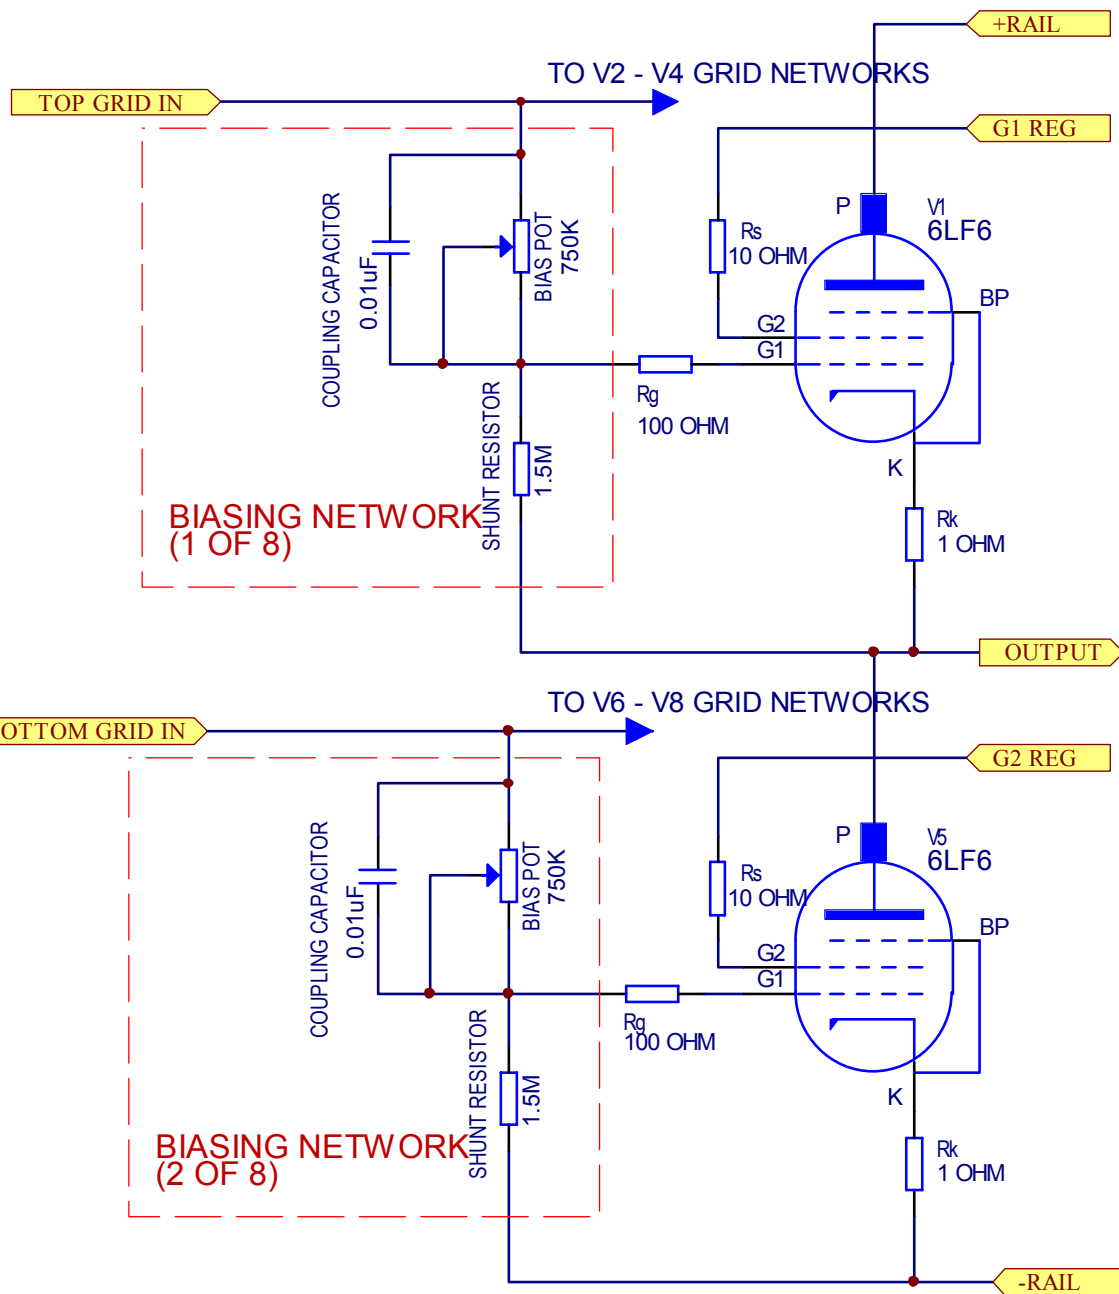 +RAIL
TO V2 - V4 GRID NETWORKS
TOP GRID IN
G1 REG
COUPLING CAPACITOR
0.01uF
BIAS POT
750K
Rs
10 OHM
P
V1
6LF6
BP
G2
G1
Rg
100 OHM
SHUNT RESISTOR
1.5M
K
BIASING NETWORK
(1 OF 8)
Rk
1 OHM
OUTPUT
TO V6 - V8 GRID NETWORKS
OTTOM GRID IN
G2 REG
COUPLING CAPACITOR
0.01uF
BIAS POT
750K
Rs
10 OHM
P
V5
6LF6
BP
G2
G1
Rg
100 OHM
SHUNT RESISTOR
1.5M
K
BIASING NETWORK
(2 OF 8)
Rk
1 OHM
-RAIL